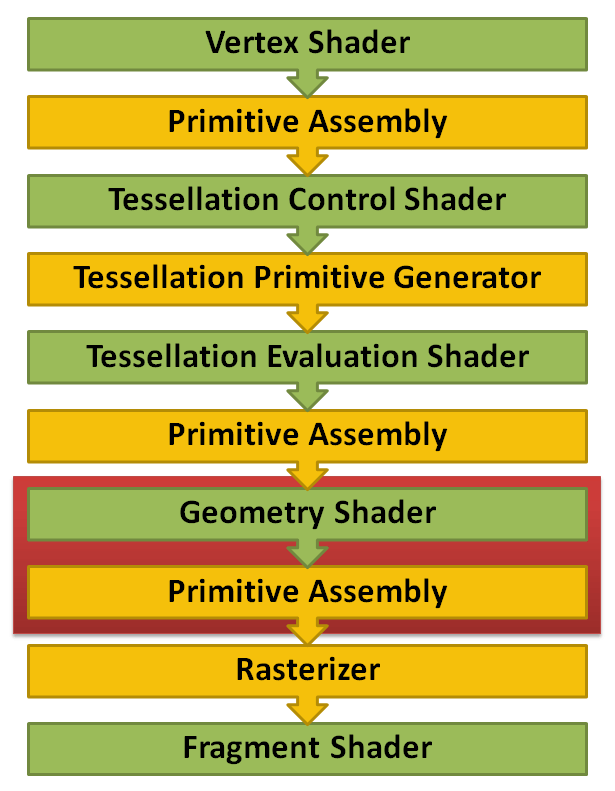 Vertex Shader
Primitive Assembly
Tessellation Control Shader
Tessellation Primitive Generator
Tessellation Evaluation Shader
Primitive Assembly
Geometry Shader
Primitive Assembly
Rasterizer
Fragment Shader